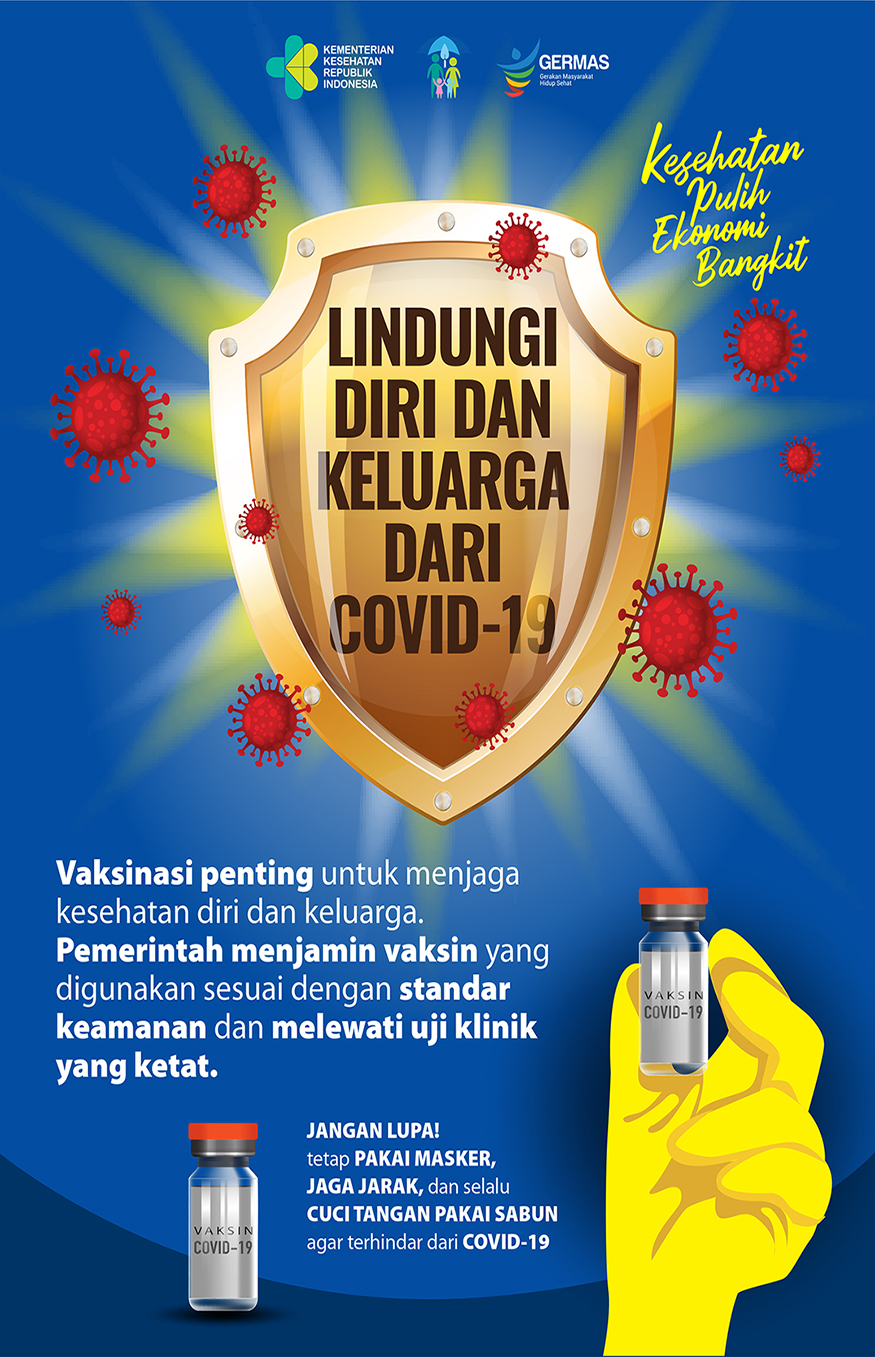 KEMENTERIAN
KESEHATAN
REPUBLIK
INDONESIA
GERMAS
Gerakan Masyarakat
Hidup Sehat
Kesehatan
Pulih
Ekonomi
Bangkit
LINDUNGI
DIRI DAN
KELUARGA
DARI
COVID-19
Vaksinasi penting untuk menjaga
kesehatan diri dan keluarga.
Pemerintah menjamin vaksin yang
digunakan sesuai dengan standar
keamanan dan melewati uji klinik
yang ketat.
VAKSIN
COVID-19
JANGAN LUPA!
tetap PAKAI MASKER,
JAGA JARAK, dan selalu
CUCI TANGAN PAKAI SABUN
agar terhindar dari COVID-19
VAKSIN
COVID-19